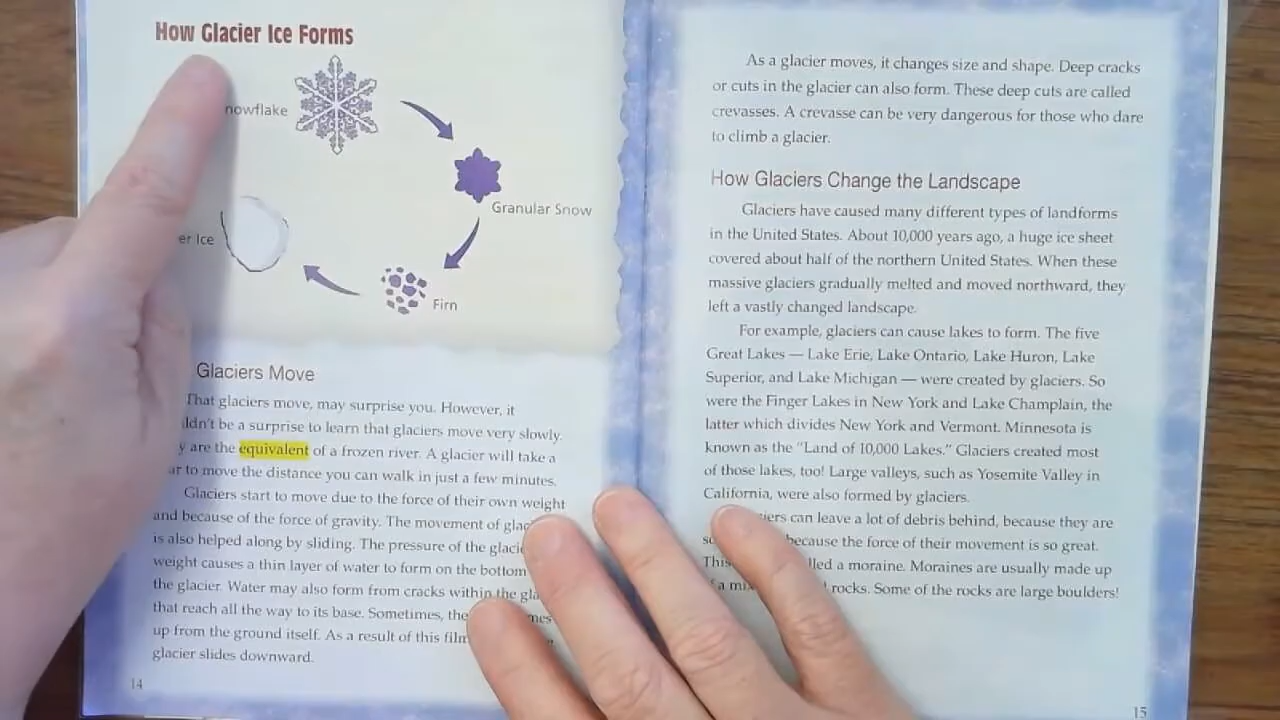 How Glacier Ice Forms
nowflake
Granular Snow
er Ice
Firn
Glaciers Move
That glaciers move, may surprise you. However, it
uldn't be a surprise to learn that glaciers move very slowly.
y are the equivalent of a frozen river. A glacier will take a
ar to move the distance you can walk in just a few minutes.
Glaciers start to move due to the force of their own weight
and because of the force of gravity. The movement of glac
is also helped along by sliding. The pressure of the glaci
weight causes a thin layer of water to form on the bottom
the glacier. Water may also form from cracks within the gla
that reach all the way to its base. Sometimes, the mes
up from the ground itself. As a result of this film
glacier slides downward.
14
As a glacier moves, it changes size and shape. Deep cracks
or cuts in the glacier can also form. These deep cuts are called
crevasses. A crevasse can be very dangerous for those who dare
to climb a glacier.
How Glaciers Change the Landscape
Glaciers have caused many different types of landforms
in the United States. About 10,000 years ago, a huge ice sheet
covered about half of the northern United States. When these
massive glaciers gradually melted and moved northward, they
left a vastly changed landscape.
For example, glaciers can cause lakes to form. The five
Great Lakes — Lake Erie, Lake Ontario, Lake Huron, Lake
Superior, and Lake Michigan — were created by glaciers. So
were the Finger Lakes in New York and Lake Champlain, the
latter which divides New York and Vermont. Minnesota is
known as the "Land of 10,000 Lakes." Glaciers created most
of those lakes, too! Large valleys, such as Yosemite Valley in
California, were also formed by glaciers.
iers can leave a lot of debris behind, because they are
because the force of their movement is so great.
This lled a moraine. Moraines are usually made up
of a mix rocks. Some of the rocks are large boulders!
15